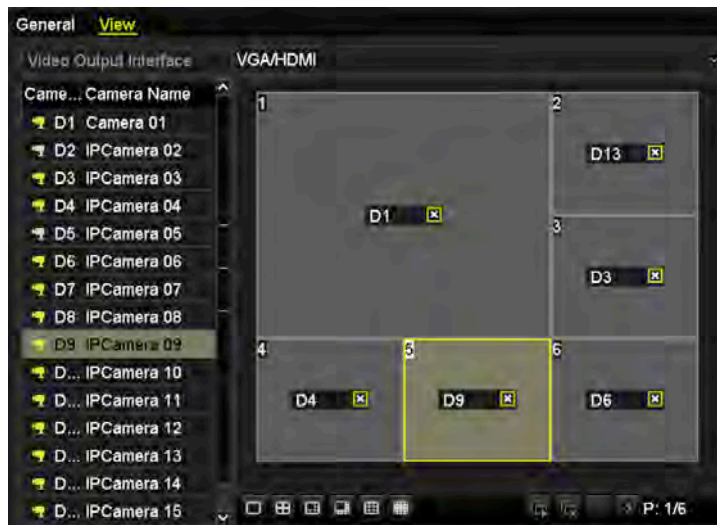 General View
Video Output Interface VGA/HDMI
Came... Camera Name
D1 Camera 01
D2 IPCamera 02
D3 IPCamera 03
D4 IPCamera 04
D5 IPCamera 05
D6 IPCamera 06
D7 IPCamera 07
D8 IPCamera 08
D9 IPCamera 09
D... IPCamera 10
D... IPCamera 11
D... IPCamera 12
D... IPCamera 13
D... IPCamera 14
D... IPCamera 15
1
D1
2
D13
3
D3
4
D4
5
D9
6
D6
P: 1/6